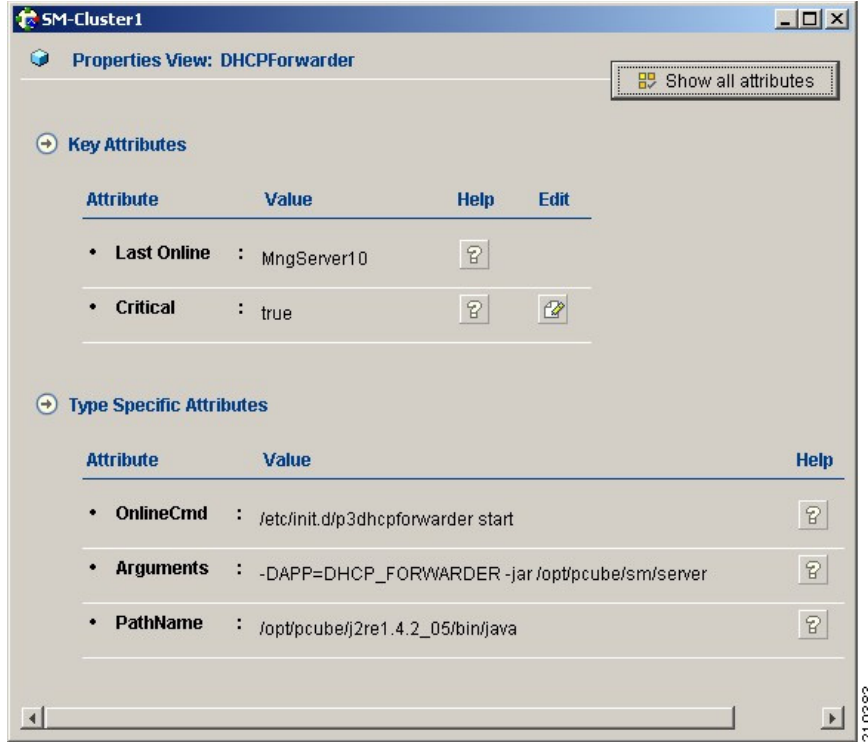 SM-Cluster1
Properties View: DHCPForwarder
Show all attributes
Key Attributes
Attribute Value Help Edit
• Last Online : MngServer10 ?
• Critical : true ?
Type Specific Attributes
Attribute Value Help
• OnlineCmd : /etc/init.d/p3dhcpforwarder start ?
• Arguments : -DAPP=DHCP_FORWARDER -jar /opt/pcube/sm/server ?
• PathName : /opt/pcube/j2re1.4.2_05/bin/java ?